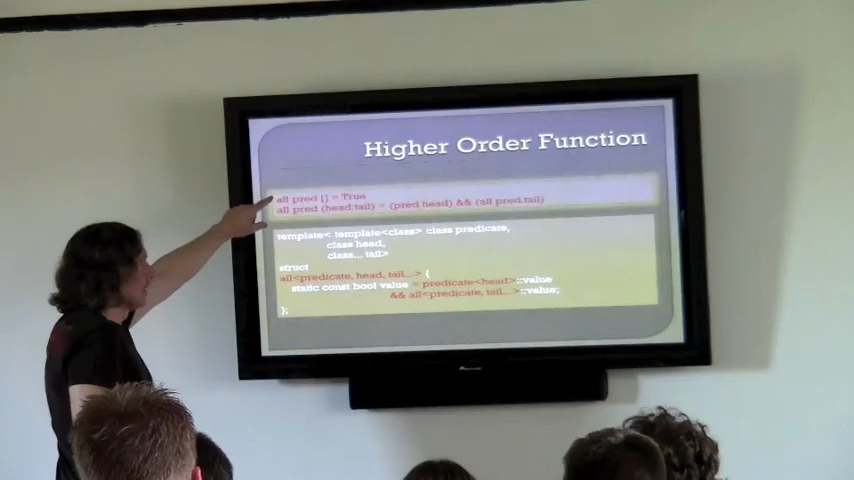 Higher Order Function
all pred [] = True
all pred (head:tail) = (pred head) && (all pred tail)
template< template<class> class predicate,
class head,
class... tail>
struct
all<predicate, head, tail...> {
static const bool value = predicate<head>::value
&& all<predicate, tail...>::value;
};